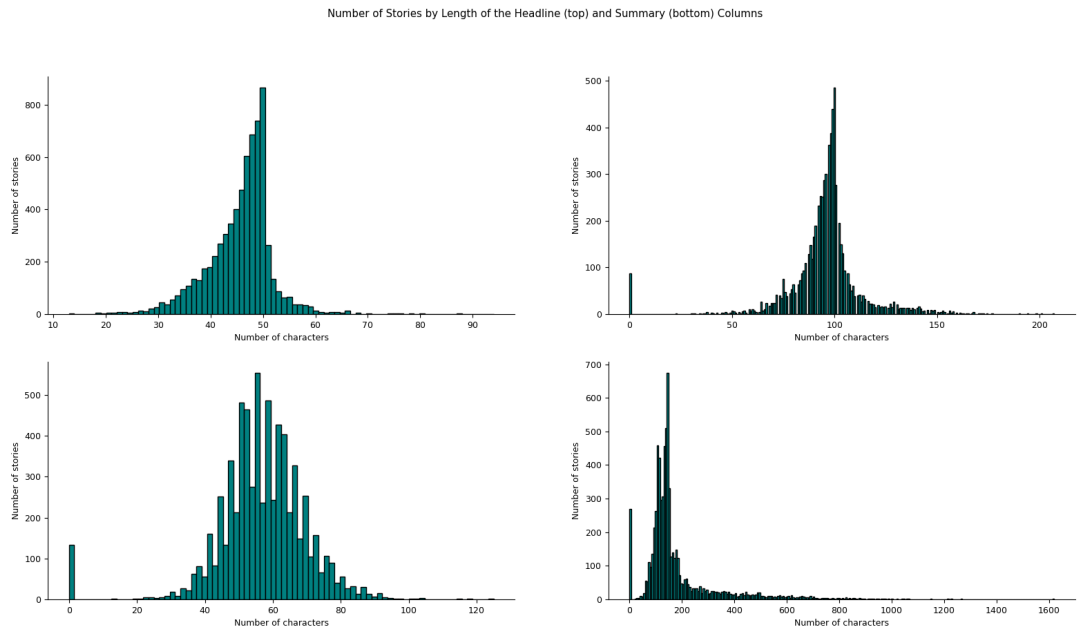 Number of Stories by Length of the Headline (top) and Summary (bottom) Columns
Number of stories
800
600
400
200
0
10 20 30 40 50 60 70 80 90
Number of characters
Number of stories
500
400
300
200
100
0
0 50 100 150 200
Number of characters
Number of stories
500
400
300
200
100
0
0 20 40 60 80 100 120
Number of characters
Number of stories
700
600
500
400
300
200
100
0
0 200 400 600 800 1000 1200 1400 1600
Number of characters